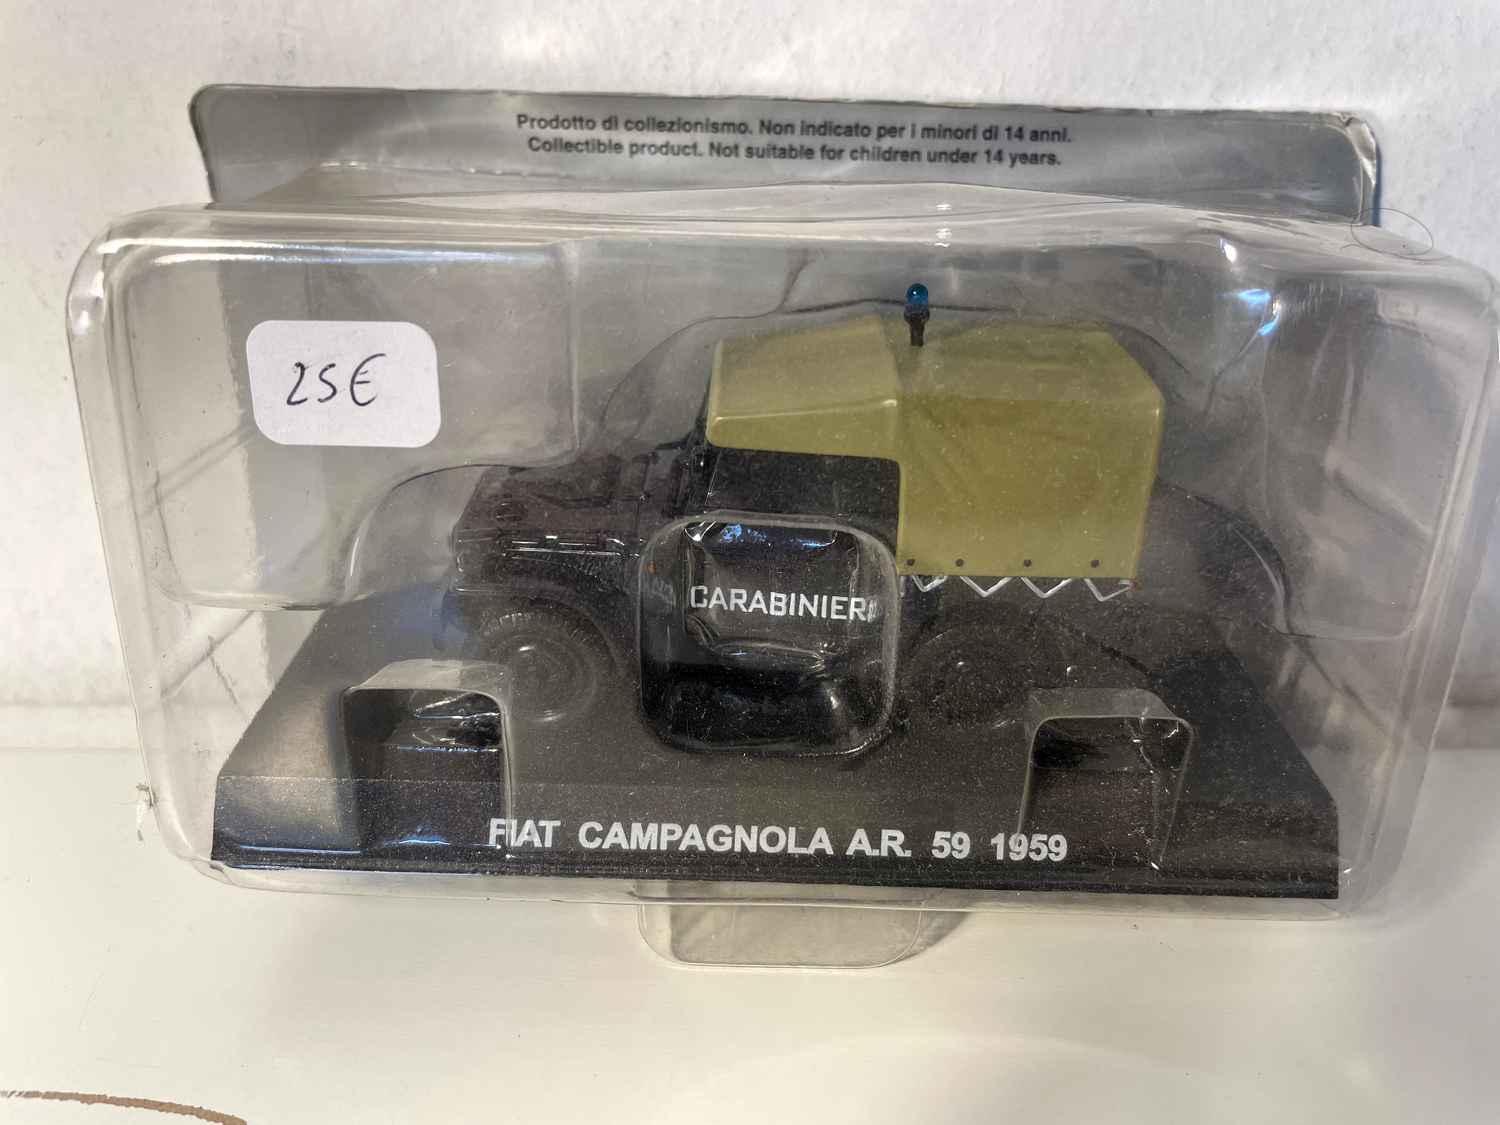 Prodotto di collezionismo. Non indicato per i minori di 14 anni.
Collectible product. Not suitable for children under 14 years.
25€
CARABINIERI
FIAT CAMPAGNOLA A.R. 59 1959